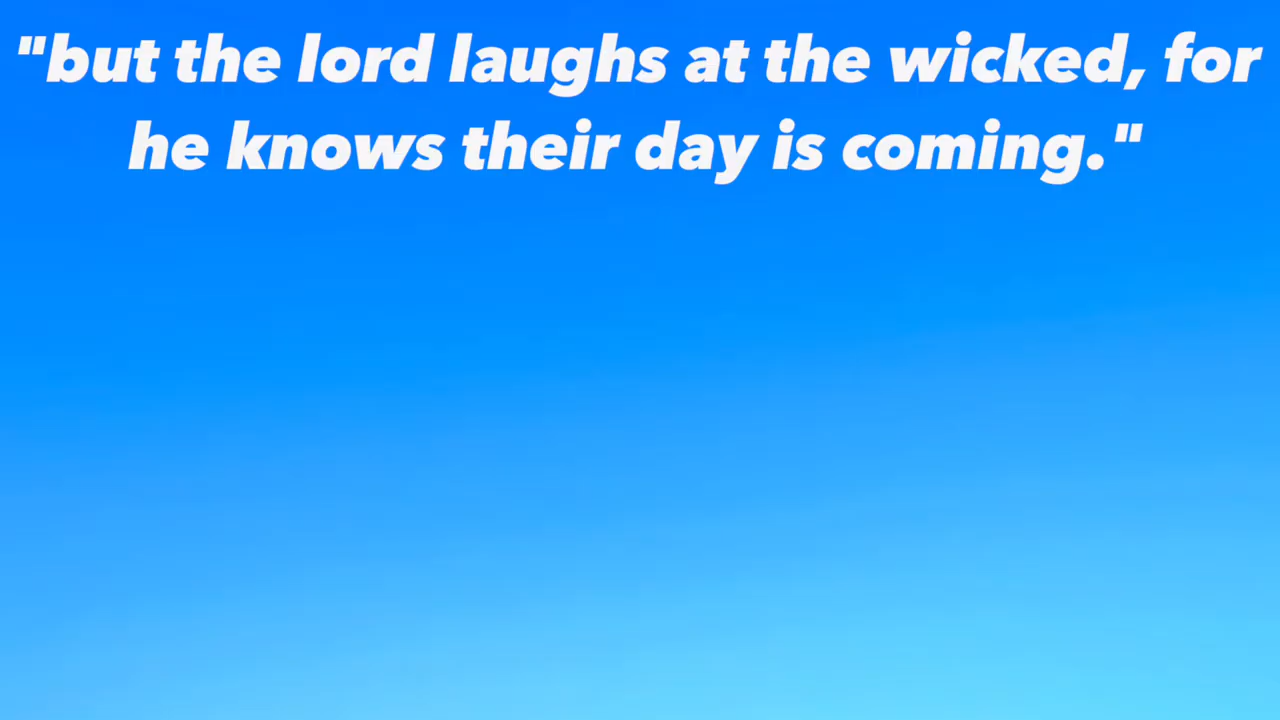 "but the lord laughs at the wicked, for
he knows their day is coming."